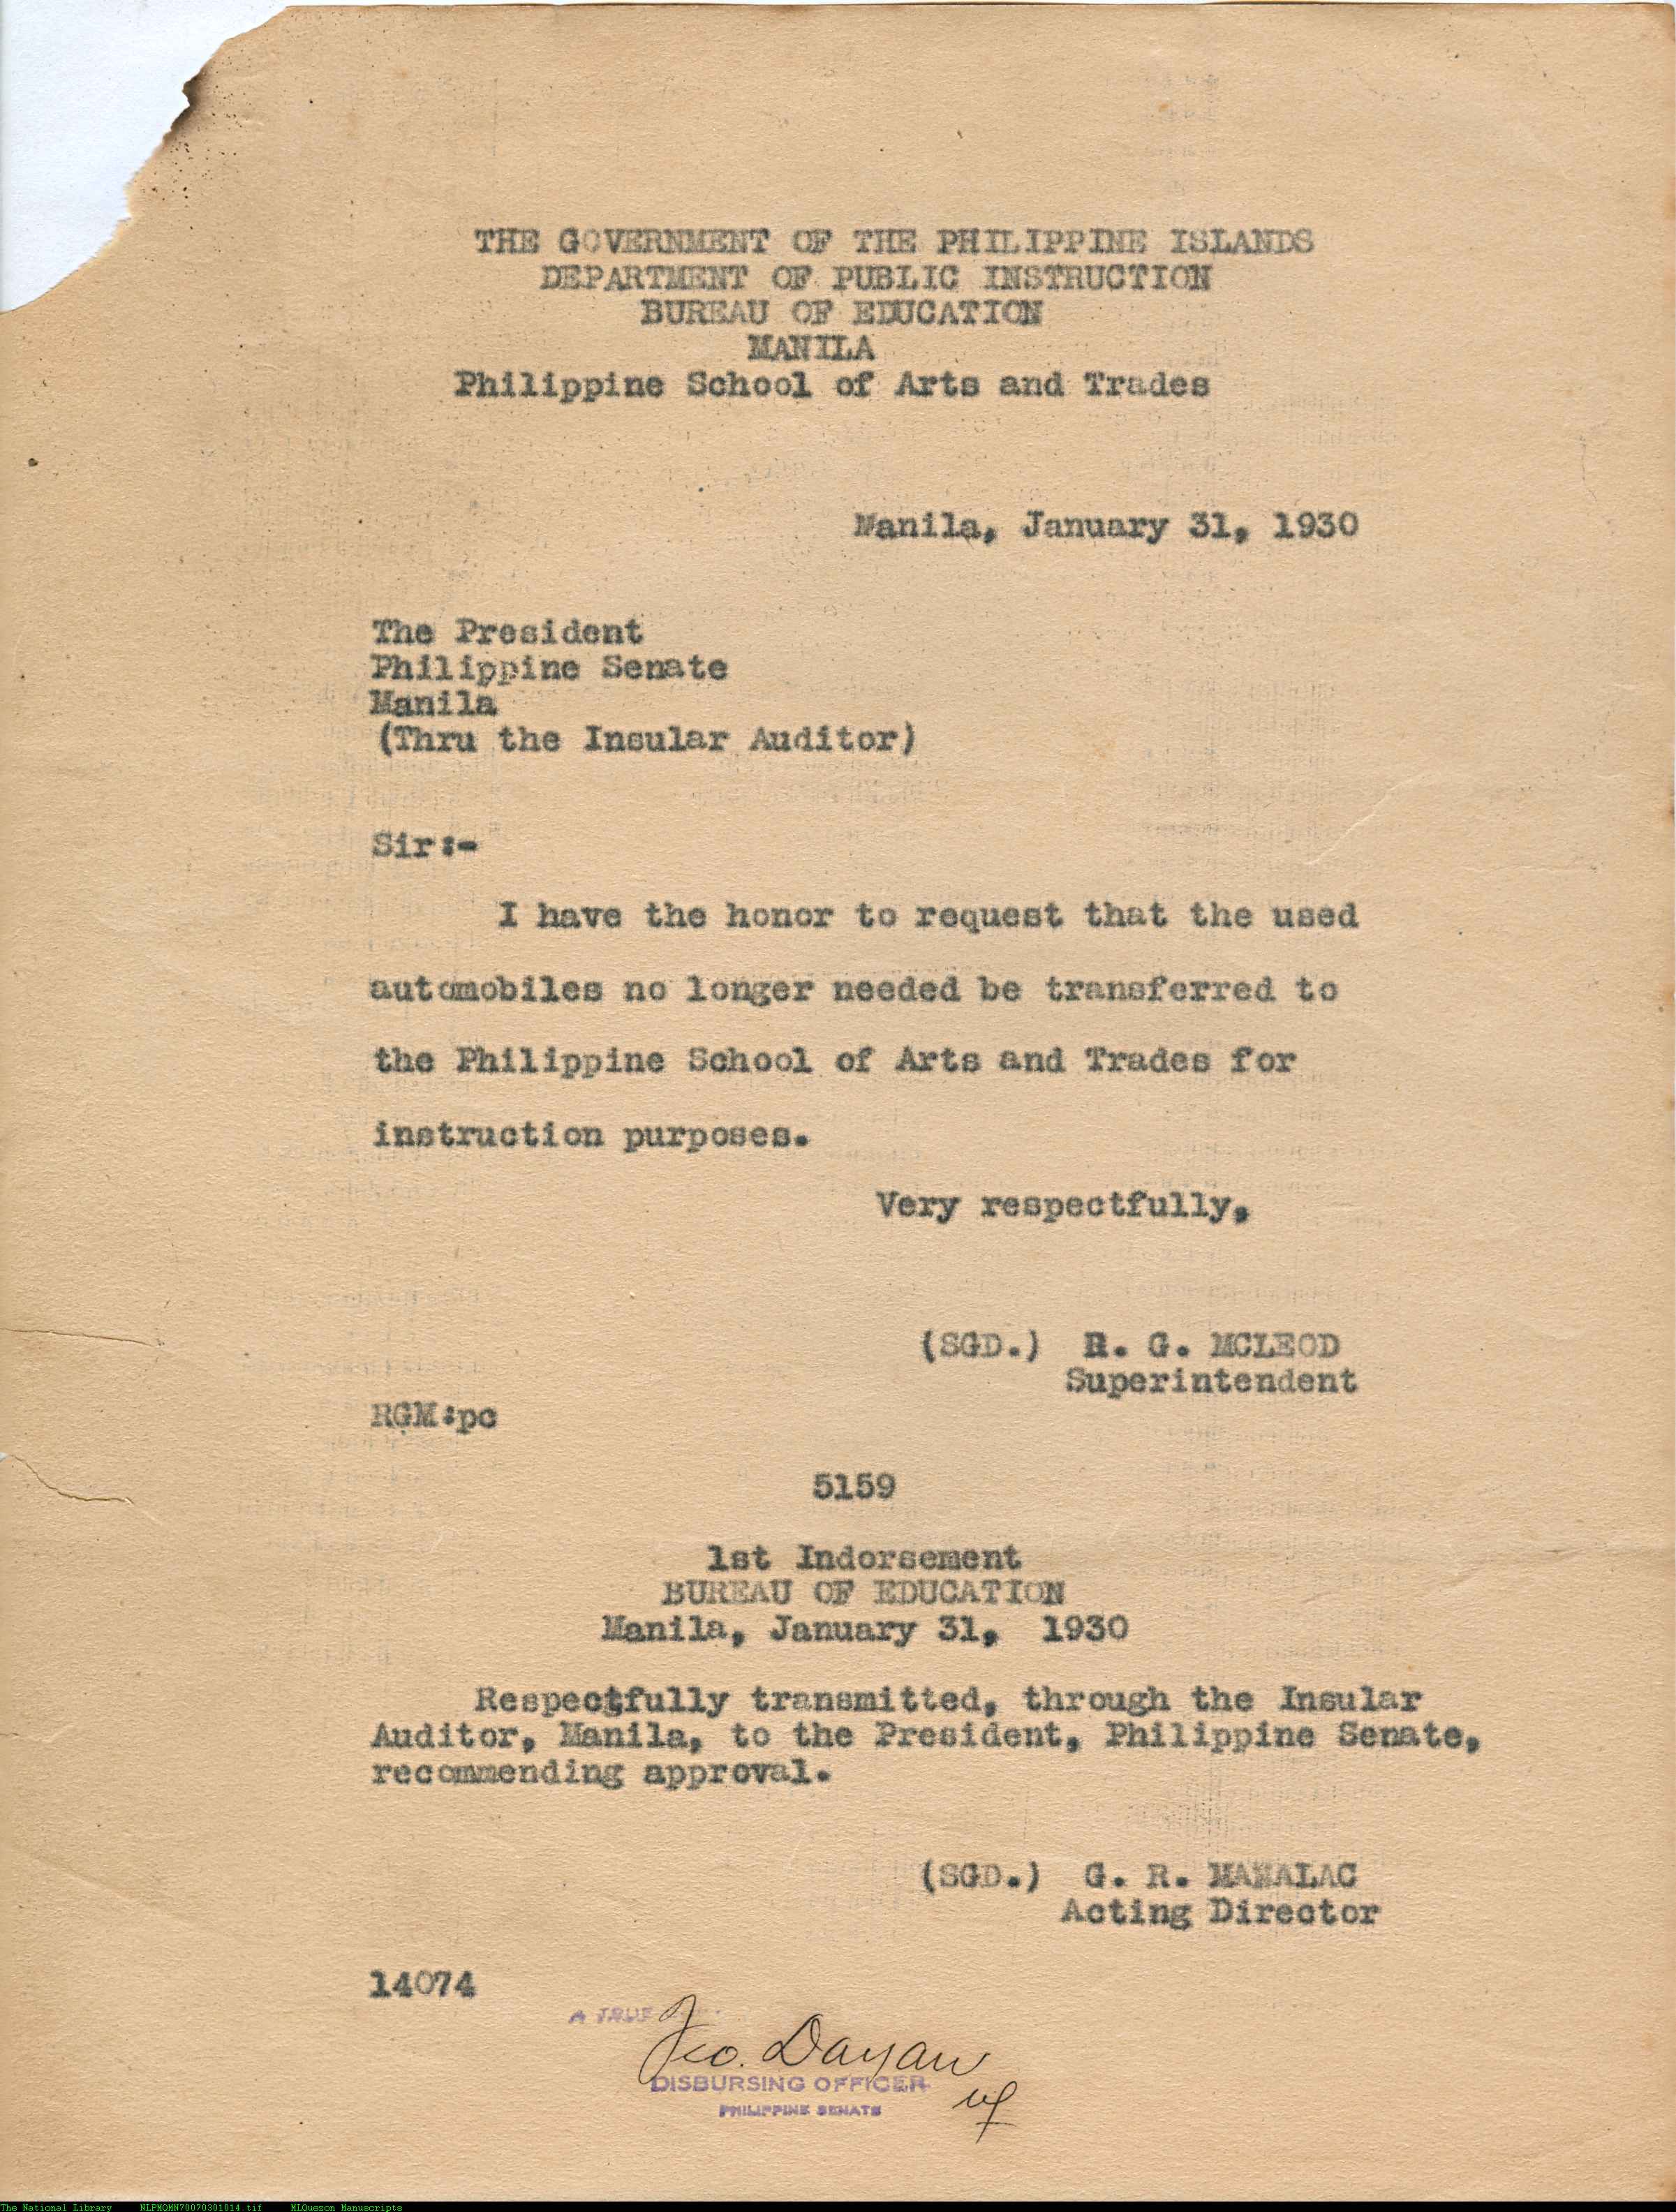 THE GOVERNMENT OF THE PHILIPPINE ISLANDS
DEPARTMENT OF PUBLIC INSTRUCTION
BUREAU OF EDUCATION
MANILA
Philippine School of Arts and Trades
Manila, January 31, 1930
The President
Philippine Senate
Manila
(Thru the Insular Auditor)
Sir:-
I have the honor to request that the used
automobiles no longer needed be transferred to
the Philippine School of Arts and Trades for
instruction purposes.
Very respectfully,
(SGD.) R. G. MCLEOD
Superintendent
RGM:pc
5159
1st Indorsement
BUREAU OF EDUCATION
Manila, January 31, 1930
Respectfully transmitted, through the Insular
Auditor, Manila, to the President, Philippine Senate,
recommending approval.
(SGD.) G. R. MANALAC
Acting Director
14074
A TRUE
Dayaw
DISBURSING OFFICER
PHILIPPINE SENATE
The National Library NLPMQMN70070301014.tif MLQuezon Manuscripts